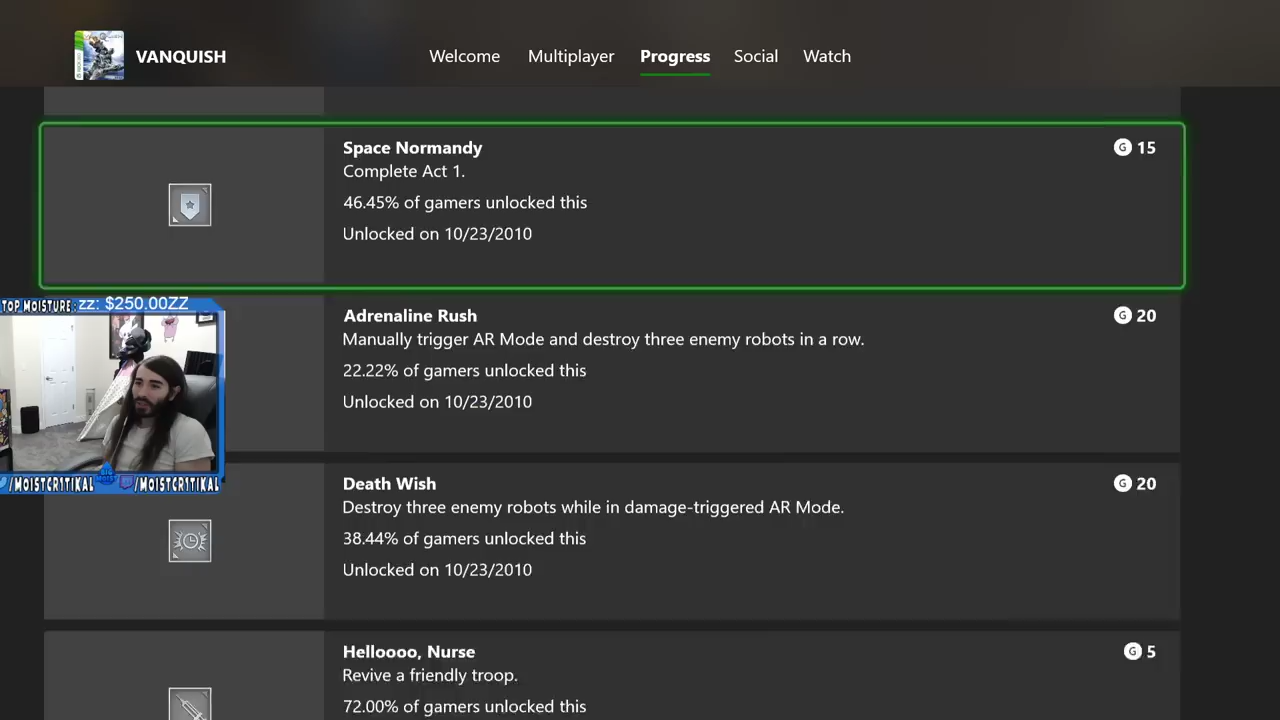 VANQUISH
Welcome Multiplayer Progress Social Watch
Space Normandy
G 15
Complete Act 1.
46.45% of gamers unlocked this
Unlocked on 10/23/2010
TOP MOISTURE: zz: $250.00ZZ
Adrenaline Rush
G 20
Manually trigger AR Mode and destroy three enemy robots in a row.
22.22% of gamers unlocked this
Unlocked on 10/23/2010
/MOISTCR1TIKAL /MOISTCR1TIKAL
Death Wish
G 20
Destroy three enemy robots while in damage-triggered AR Mode.
38.44% of gamers unlocked this
Unlocked on 10/23/2010
Helloooo, Nurse
G 5
Revive a friendly troop.
72.00% of gamers unlocked this